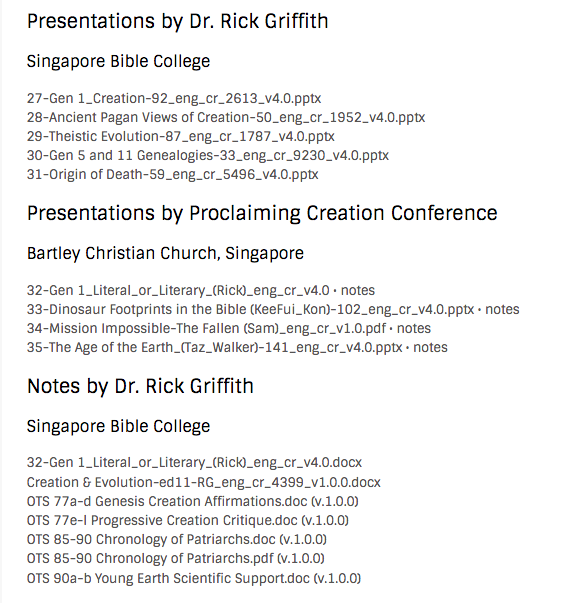 Presentations by Dr. Rick Griffith
Singapore Bible College
27-Gen 1_Creation-92_eng_cr_2613_v4.0.pptx
28-Ancient Pagan Views of Creation-50_eng_cr_1952_v4.0.pptx
29-Theistic Evolution-87_eng_cr_1787_v4.0.pptx
30-Gen 5 and 11 Genealogies-33_eng_cr_9230_v4.0.pptx
31-Origin of Death-59_eng_cr_5496_v4.0.pptx
Presentations by Proclaiming Creation Conference
Bartley Christian Church, Singapore
32-Gen 1_Literal_or_Literary_(Rick)_eng_cr_v4.0 • notes
33-Dinosaur Footprints in the Bible (KeeFui_Kon)-102_eng_cr_v4.0.pptx • notes
34-Mission Impossible-The Fallen (Sam)_eng_cr_v1.0.pdf • notes
35-The Age of the Earth_(Taz_Walker)-141_eng_cr_v4.0.pptx • notes
Notes by Dr. Rick Griffith
Singapore Bible College
32-Gen 1_Literal_or_Literary_(Rick)_eng_cr_v4.0.docx
Creation & Evolution-ed11-RG_eng_cr_4399_v1.0.0.docx
OTS 77a-d Genesis Creation Affirmations.doc (v.1.0.0)
OTS 77e-l Progressive Creation Critique.doc (v.1.0.0)
OTS 85-90 Chronology of Patriarchs.doc (v.1.0.0)
OTS 85-90 Chronology of Patriarchs.pdf (v.1.0.0)
OTS 90a-b Young Earth Scientific Support.doc (v.1.0.0)